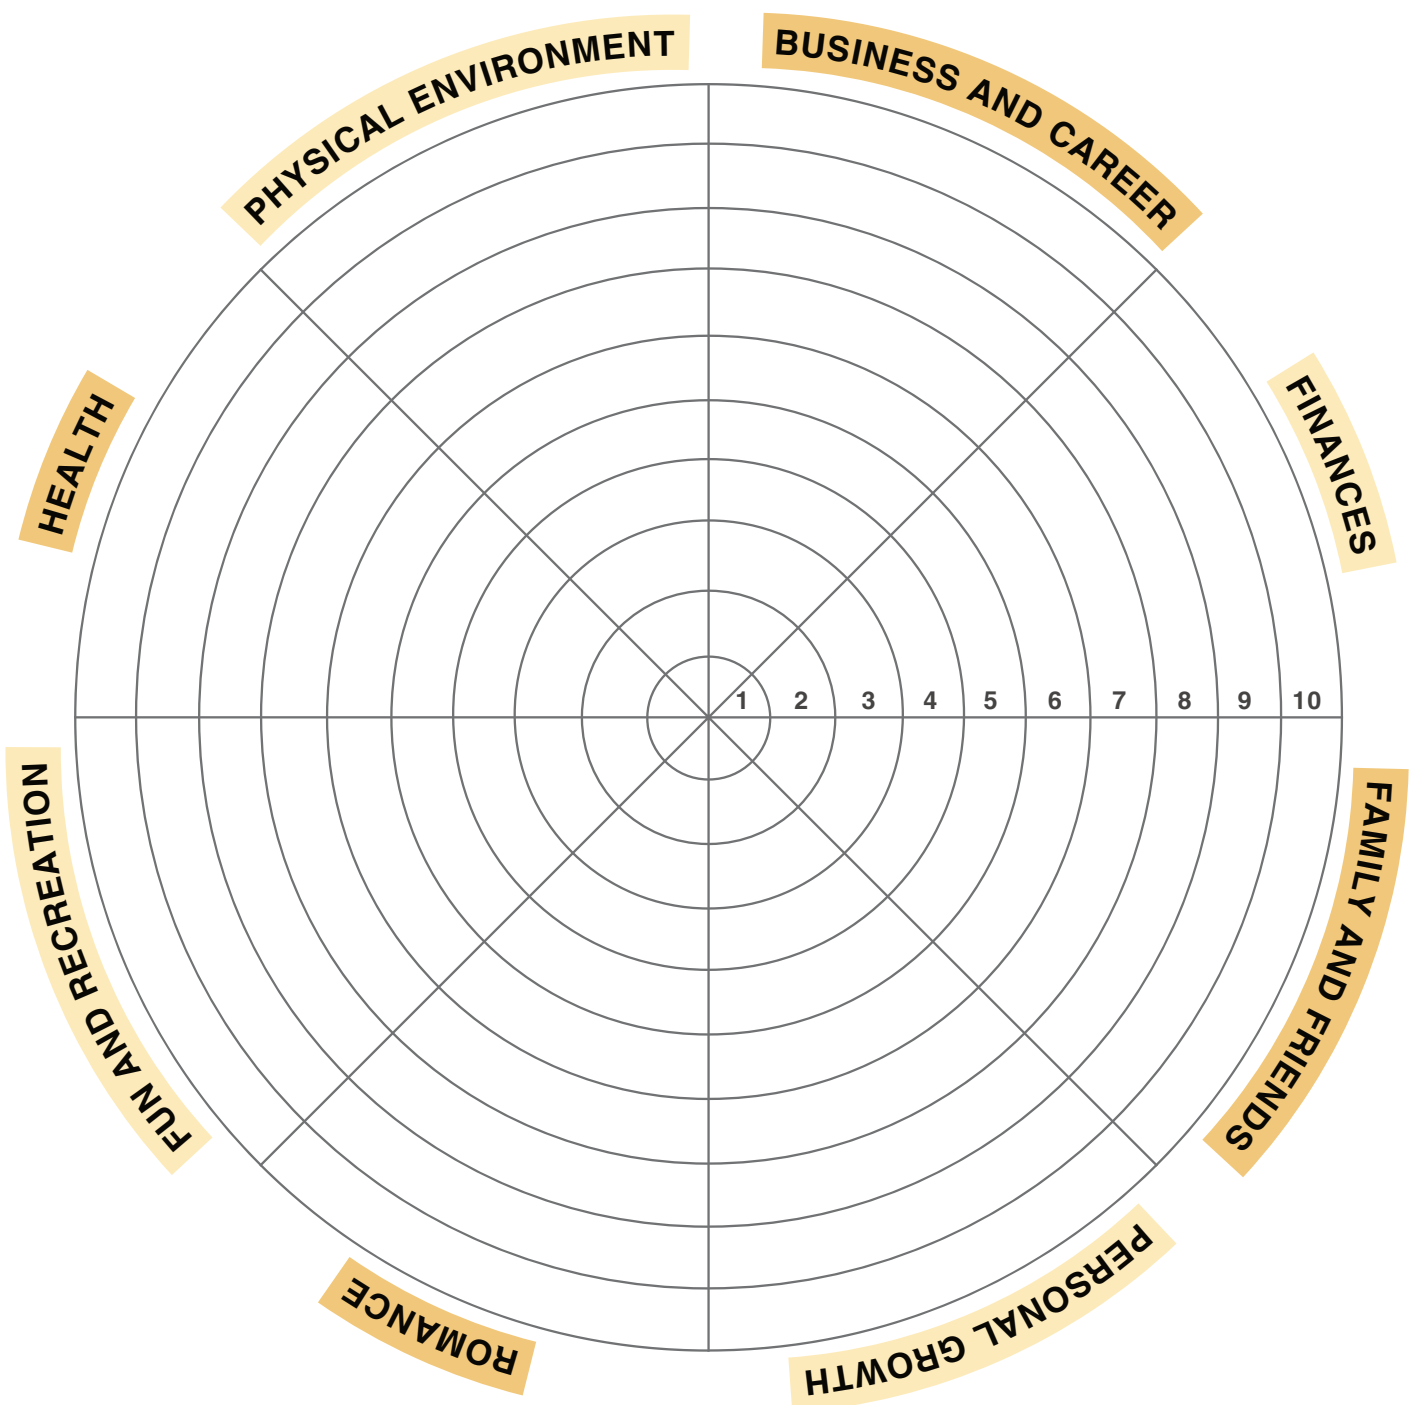 PHYSICAL ENVIRONMENT
BUSINESS AND CAREER
FINANCES
FAMILY AND FRIENDS
PERSONAL GROWTH
ROMANCE
FUN AND RECREATION
HEALTH
1 2 3 4 5 6 7 8 9 10